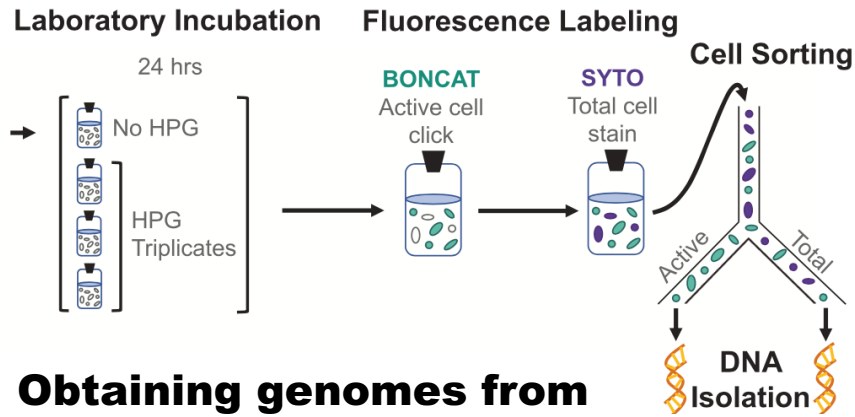 Laboratory Incubation
24 hrs
No HPG
HPG
Triplicates
Fluorescence Labeling
BONCAT
Active cell
click
SYTO
Total cell
stain
Cell Sorting
Active
Total
DNA
Isolation
Obtaining genomes from